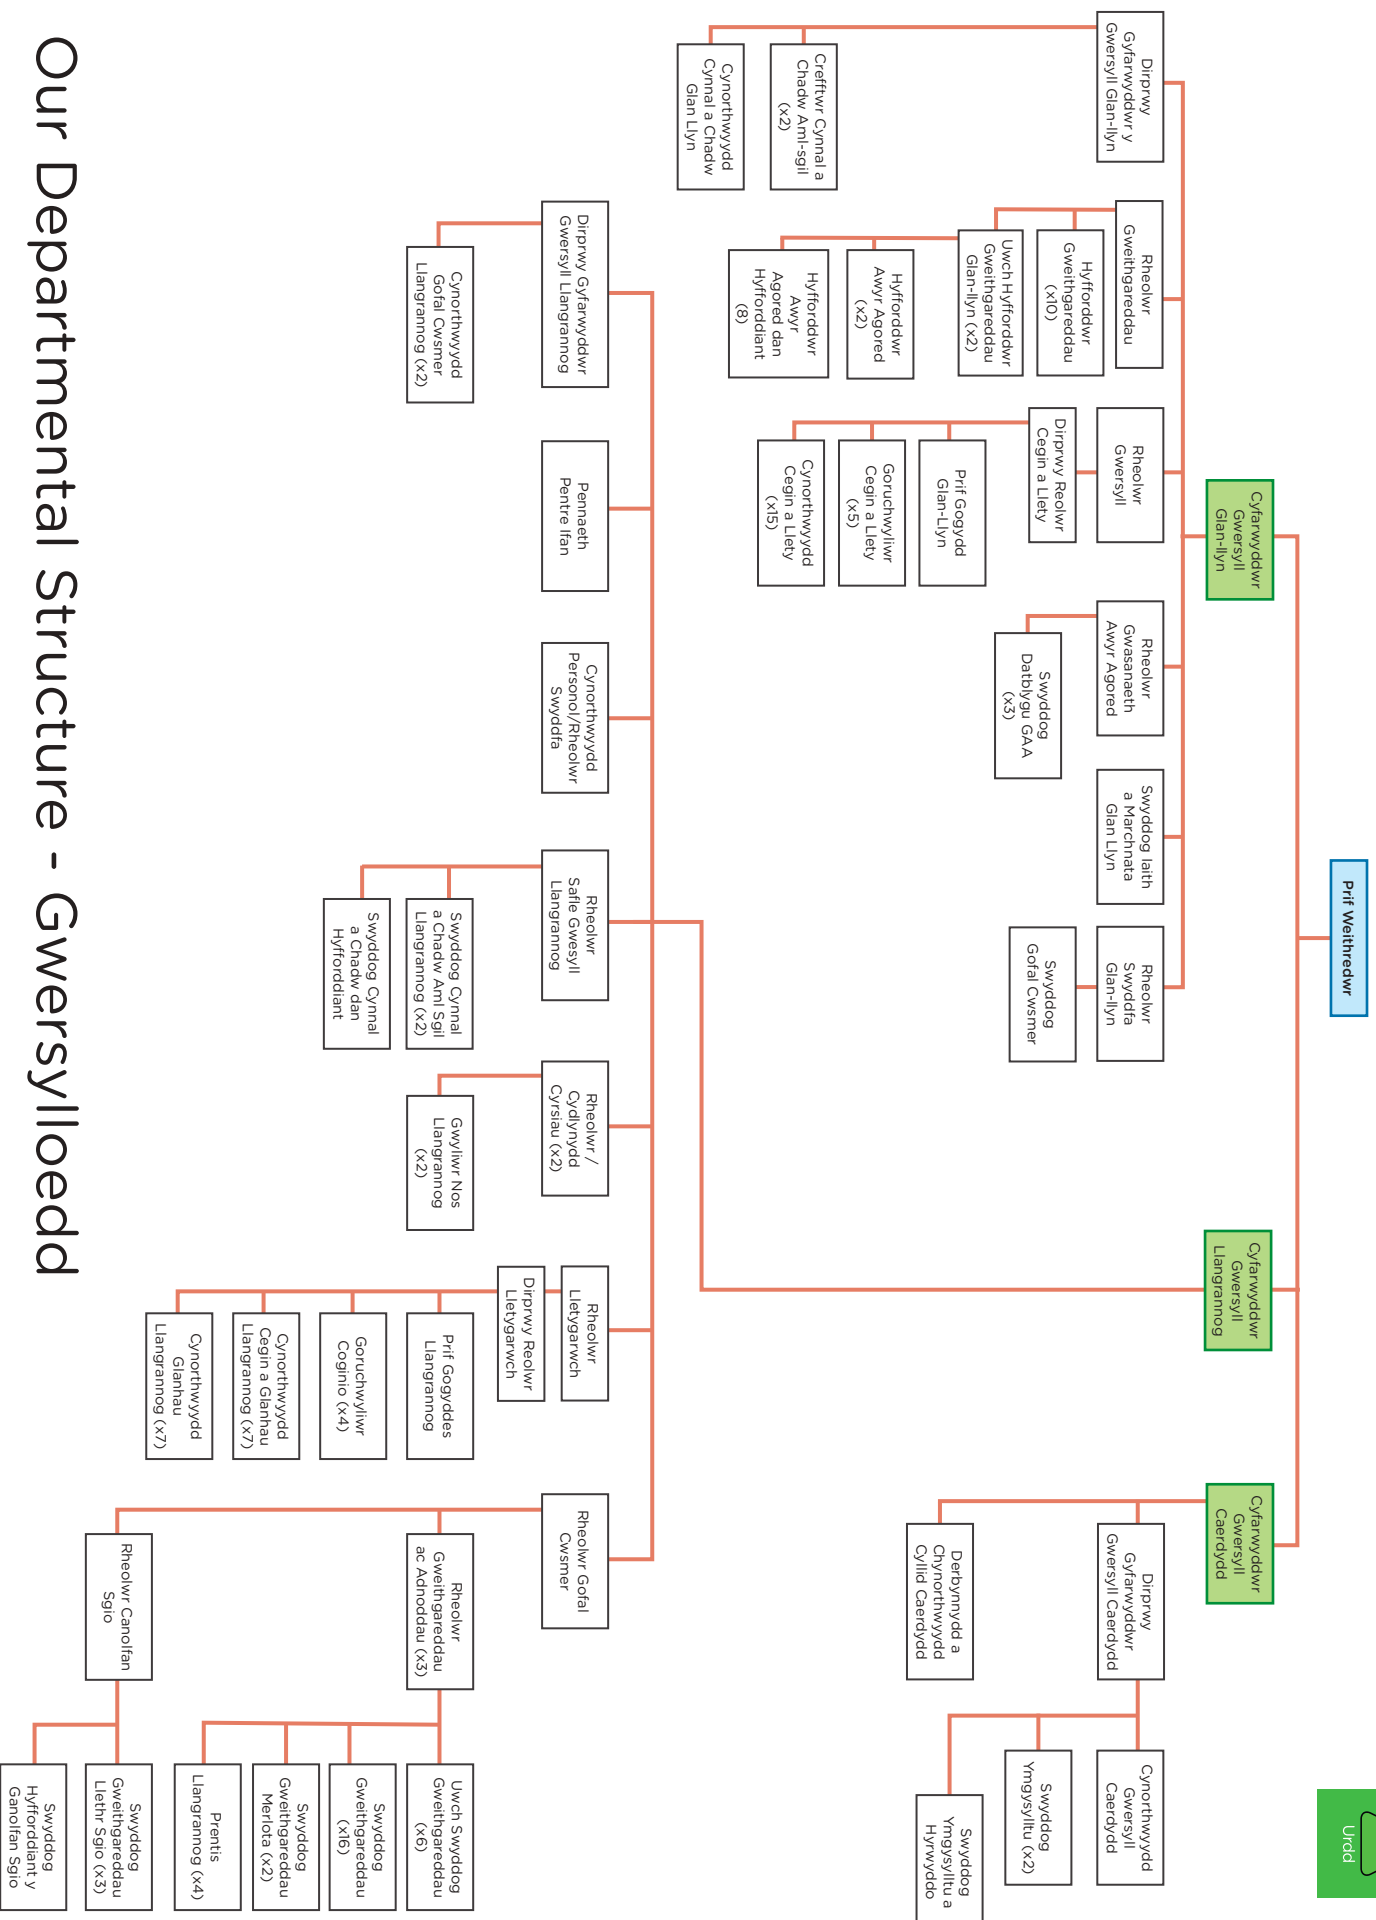 Our Departmental Structure - Gwersylloedd
Urdd
Prif Weithredwr
Cyfarwyddwr
Gwersyll
Glan-llyn
Cyfarwyddwr
Gwersyll
Llangrannog
Cyfarwyddwr
Gwersyll
Caerdydd
Dirprwy
Gyfarwyddwr y
Gwersyll Glan-llyn
Crefftwr Cynnal a
Chadw Aml-sgil
(x2)
Cynorthwyydd
Cynnal a Chadw
Glan Llyn
Rheolwr
Gweithgareddau
Hyfforddwr
Gweithgareddau
(x10)
Uwch Hyfforddwr
Gweithgareddau
Glan-llyn (x2)
Hyfforddwr
Awyr Agored
(x2)
Hyfforddwr
Awyr
Agored dan
Hyfforddiant
(8)
Rheolwr
Gwersyll
Dirprwy Reolwr
Cegin a Llety
Prif Gogydd
Glan-Llyn
Goruchwyliwr
Cegin a Llety
(x5)
Cynorthwyydd
Cegin a Llety
(x15)
Rheolwr
Gwasanaeth
Awyr Agored
Swyddog
Datblygu GAA
(x3)
Swyddog Iaith
a Marchnata
Glan Llyn
Rheolwr
Swyddfa
Glan-llyn
Swyddog
Gofal Cwsmer
Dirprwy
Gyfarwyddwr
Gwersyll Caerdydd
Derbynnydd a
Chynorthwyydd
Cyllid Caerdydd
Cynorthwyydd
Gwersyll
Caerdydd
Swyddog
Ymgysylltu (x2)
Swyddog
Ymgysylltu a
Hyrwyddo
Dirprwy Gyfarwyddwr
Gwersyll Llangrannog
Cynorthwyydd
Gofal Cwsmer
Llangrannog (x2)
Pennaeth
Pentre Ifan
Cynorthwyydd
Personol/Rheolwr
Swyddfa
Rheolwr
Safle Gwesyll
Llangrannog
Swyddog Cynnal
a Chadw Aml Sgil
Llangrannog (x2)
Swyddog Cynnal
a Chadw dan
Hyfforddiant
Rheolwr /
Cydlynydd
Cyrsiau (x2)
Gwyliwr Nos
Llangrannog
(x2)
Rheolwr
Lletygarwch
Dirprwy Reolwr
Lletygarwch
Prif Gogyddes
Llangrannog
Goruchwyliwr
Coginio (x4)
Cynorthwyydd
Cegin a Glanhau
Llangrannog (x7)
Cynorthwyydd
Glanhau
Llangrannog (x7)
Rheolwr Gofal
Cwsmer
Rheolwr
Gweithgareddau
ac Adnoddau (x3)
Uwch Swyddog
Gweithgareddau
(x6)
Swyddog
Gweithgareddau
(x16)
Swyddog
Gweithgareddau
Merlota (x2)
Prentis
Llangrannog (x4)
Rheolwr Canolfan
Sgio
Swyddog
Gweithgareddau
Llethr Sgio (x3)
Swyddog
Hyfforddiant y
Ganolfan Sgio